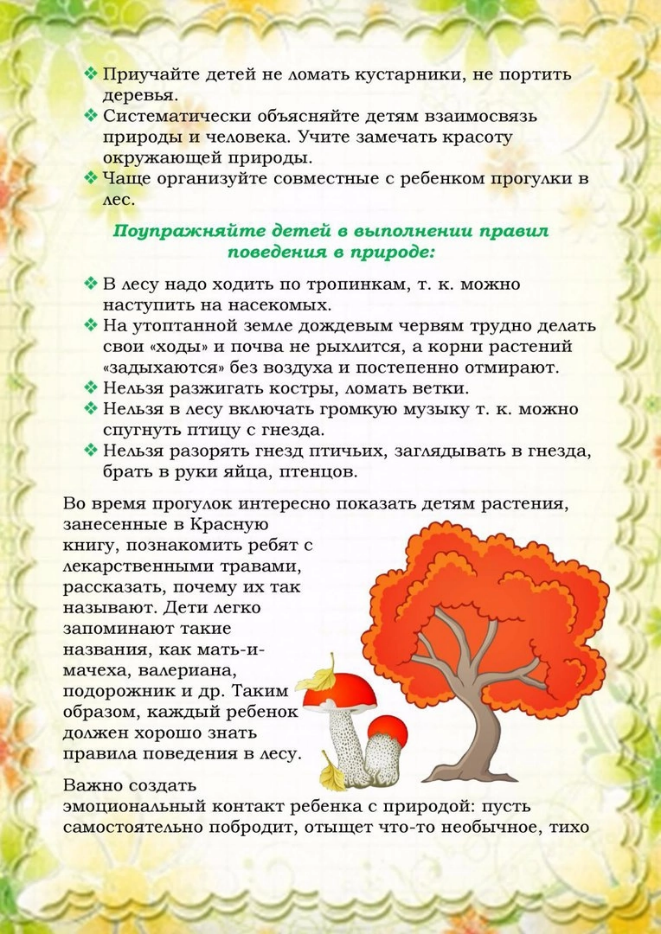 ❖ Приучайте детей не ломать кустарники, не портить
деревья.
❖ Систематически объясняйте детям взаимосвязь
природы и человека. Учите замечать красоту
окружающей природы.
❖ Чаще организуйте совместные с ребенком прогулки в
лес.
Поупражняйте детей в выполнении правил
поведения в природе:
❖ В лесу надо ходить по тропинкам, т. к. можно
наступить на насекомых.
❖ На утоптанной земле дождевым червям трудно делать
свои «ходы» и почва не рыхлится, а корни растений
«задыхаются» без воздуха и постепенно отмирают.
❖ Нельзя разжигать костры, ломать ветки.
❖ Нельзя в лесу включать громкую музыку т. к. можно
спугнуть птицу с гнезда.
❖ Нельзя разорять гнезд птичьих, заглядывать в гнезда,
брать в руки яйца, птенцов.
Во время прогулок интересно показать детям растения,
занесенные в Красную
книгу, познакомить ребят с
лекарственными травами,
рассказать, почему их так
называют. Дети легко
запоминают такие
названия, как мать-и-
мачеха, валериана,
подорожник и др. Таким
образом, каждый ребенок
должен хорошо знать
правила поведения в лесу.
Важно создать
эмоциональный контакт ребенка с природой: пусть
самостоятельно побродит, отыщет что-то необычное, тихо